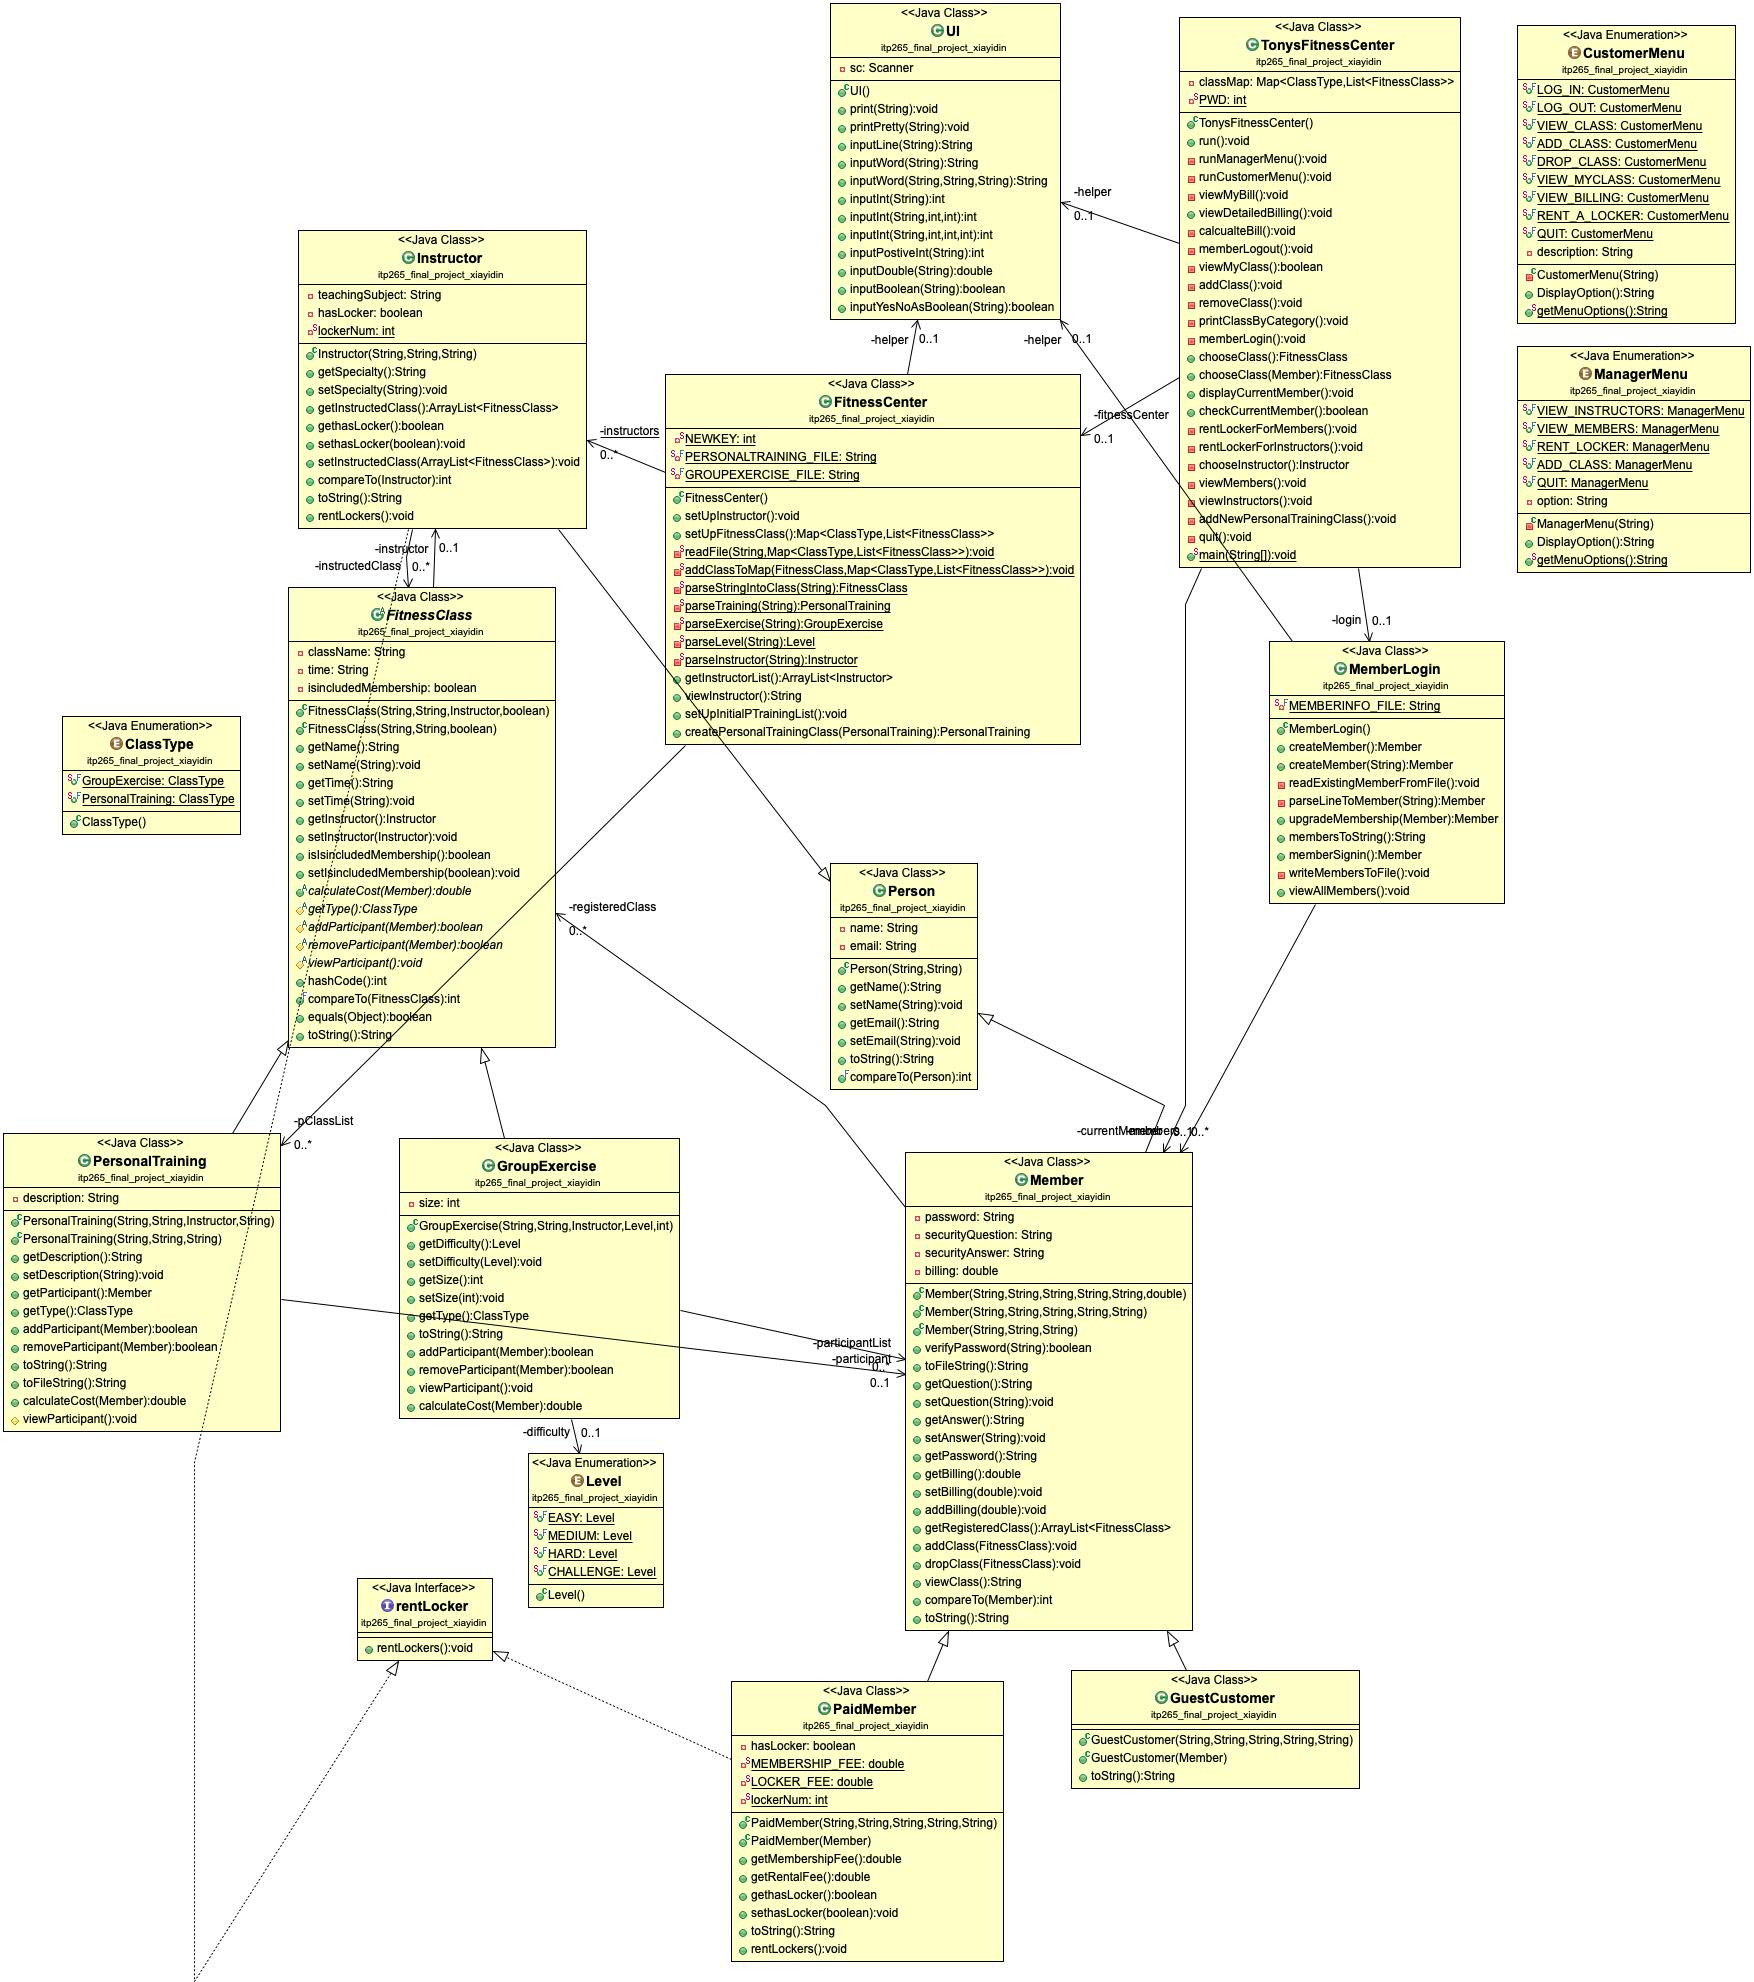 <<Java Class>>
UI
itp265_final_project_xiayidin
sc: Scanner
UI()
print(String):void
printPretty(String):void
inputLine(String):String
inputWord(String):String
inputWord(String,String,String):String
inputInt(String):int
inputInt(String,int,int):int
inputInt(String,int,int,int):int
inputPostiveInt(String):int
inputDouble(String):double
inputBoolean(String):boolean
inputYesNoAsBoolean(String):boolean
<<Java Class>>
TonysFitnessCenter
itp265_final_project_xiayidin
classMap: Map<ClassType,List<FitnessClass>>
PWD: int
TonysFitnessCenter()
run():void
runManagerMenu():void
runCustomerMenu():void
viewMyBill():void
viewDetailedBilling():void
calcualteBill():void
memberLogout():void
viewMyClass():boolean
addClass():void
removeClass():void
printClassByCategory():void
memberLogin():void
chooseClass():FitnessClass
chooseClass(Member):FitnessClass
displayCurrentMember():void
checkCurrentMember():boolean
rentLockerForMembers():void
rentLockerForInstructors():void
chooseInstructor():Instructor
viewMembers():void
viewInstructors():void
addNewPersonalTrainingClass():void
quit():void
main(String[]):void
<<Java Enumeration>>
CustomerMenu
itp265_final_project_xiayidin
LOG_IN: CustomerMenu
LOG_OUT: CustomerMenu
VIEW_CLASS: CustomerMenu
ADD_CLASS: CustomerMenu
DROP_CLASS: CustomerMenu
VIEW_MYCLASS: CustomerMenu
VIEW_BILLING: CustomerMenu
RENT_A_LOCKER: CustomerMenu
QUIT: CustomerMenu
description: String
CustomerMenu(String)
DisplayOption():String
getMenuOptions():String
<<Java Enumeration>>
ManagerMenu
itp265_final_project_xiayidin
VIEW_INSTRUCTORS: ManagerMenu
VIEW_MEMBERS: ManagerMenu
RENT_LOCKER: ManagerMenu
ADD_CLASS: ManagerMenu
QUIT: ManagerMenu
option: String
ManagerMenu(String)
DisplayOption():String
getMenuOptions():String
-helper
0..1
-helper 0..1
-helper 0..1
-fitnessCenter
0..1
-login 0..1
<<Java Class>>
Instructor
itp265_final_project_xiayidin
teachingSubject: String
hasLocker: boolean
lockerNum: int
Instructor(String,String,String)
getSpecialty():String
setSpecialty(String):void
getInstructedClass():ArrayList<FitnessClass>
gethasLocker():boolean
sethasLocker(boolean):void
setInstructedClass(ArrayList<FitnessClass>):void
compareTo(Instructor):int
toString():String
rentLockers():void
-instructors
0..*
-instructor 0..1
-instructedClass 0..*
<<Java Class>>
FitnessCenter
itp265_final_project_xiayidin
NEWKEY: int
PERSONALTRAINING_FILE: String
GROUPEXERCISE_FILE: String
FitnessCenter()
setUpInstructor():void
setUpFitnessClass():Map<ClassType,List<FitnessClass>>
readFile(String,Map<ClassType,List<FitnessClass>>):void
addClassToMap(FitnessClass,Map<ClassType,List<FitnessClass>>):void
parseStringIntoClass(String):FitnessClass
parseTraining(String):PersonalTraining
parseExercise(String):GroupExercise
parseLevel(String):Level
parseInstructor(String):Instructor
getInstructorList():ArrayList<Instructor>
viewInstructor():String
setUpInitialPTrainingList():void
createPersonalTrainingClass(PersonalTraining):PersonalTraining
<<Java Class>>
FitnessClass
itp265_final_project_xiayidin
className: String
time: String
isincludedMembership: boolean
FitnessClass(String,String,Instructor,boolean)
FitnessClass(String,String,boolean)
getName():String
setName(String):void
getTime():String
setTime(String):void
getInstructor():Instructor
setInstructor(Instructor):void
isIsincludedMembership():boolean
setIsincludedMembership(boolean):void
calculateCost(Member):double
getType():ClassType
addParticipant(Member):boolean
removeParticipant(Member):boolean
viewParticipant():void
hashCode():int
compareTo(FitnessClass):int
equals(Object):boolean
toString():String
<<Java Enumeration>>
ClassType
itp265_final_project_xiayidin
GroupExercise: ClassType
PersonalTraining: ClassType
ClassType()
<<Java Class>>
MemberLogin
itp265_final_project_xiayidin
MEMBERINFO_FILE: String
MemberLogin()
createMember():Member
createMember(String):Member
readExistingMemberFromFile():void
parseLineToMember(String):Member
upgradeMembership(Member):Member
membersToString():String
memberSignin():Member
writeMembersToFile():void
viewAllMembers():void
<<Java Class>>
Person
itp265_final_project_xiayidin
name: String
email: String
Person(String,String)
getName():String
setName(String):void
getEmail():String
setEmail(String):void
toString():String
compareTo(Person):int
-registeredClass
0..*
-pClassList
0..*
-currentMember 0..1 0..*
<<Java Class>>
PersonalTraining
itp265_final_project_xiayidin
description: String
PersonalTraining(String,String,Instructor,String)
PersonalTraining(String,String,String)
getDescription():String
setDescription(String):void
getParticipant():Member
getType():ClassType
addParticipant(Member):boolean
removeParticipant(Member):boolean
toString():String
toFileString():String
calculateCost(Member):double
viewParticipant():void
<<Java Class>>
GroupExercise
itp265_final_project_xiayidin
size: int
GroupExercise(String,String,Instructor,Level,int)
getDifficulty():Level
setDifficulty(Level):void
getSize():int
setSize(int):void
getType():ClassType
toString():String
addParticipant(Member):boolean
removeParticipant(Member):boolean
viewParticipant():void
calculateCost(Member):double
-participantList
-participant
0..*
0..1
-difficulty 0..1
<<Java Class>>
Member
itp265_final_project_xiayidin
password: String
securityQuestion: String
securityAnswer: String
billing: double
Member(String,String,String,String,String,double)
Member(String,String,String,String,String)
Member(String,String,String)
verifyPassword(String):boolean
toFileString():String
getQuestion():String
setQuestion(String):void
getAnswer():String
setAnswer(String):void
getPassword():String
getBilling():double
setBilling(double):void
addBilling(double):void
getRegisteredClass():ArrayList<FitnessClass>
addClass(FitnessClass):void
dropClass(FitnessClass):void
viewClass():String
compareTo(Member):int
toString():String
<<Java Enumeration>>
Level
itp265_final_project_xiayidin
EASY: Level
MEDIUM: Level
HARD: Level
CHALLENGE: Level
Level()
<<Java Interface>>
rentLocker
itp265_final_project_xiayidin
rentLockers():void
<<Java Class>>
PaidMember
itp265_final_project_xiayidin
hasLocker: boolean
MEMBERSHIP_FEE: double
LOCKER_FEE: double
lockerNum: int
PaidMember(String,String,String,String,String)
PaidMember(Member)
getMembershipFee():double
getRentalFee():double
gethasLocker():boolean
sethasLocker(boolean):void
toString():String
rentLockers():void
<<Java Class>>
GuestCustomer
itp265_final_project_xiayidin
GuestCustomer(String,String,String,String,String)
GuestCustomer(Member)
toString():String